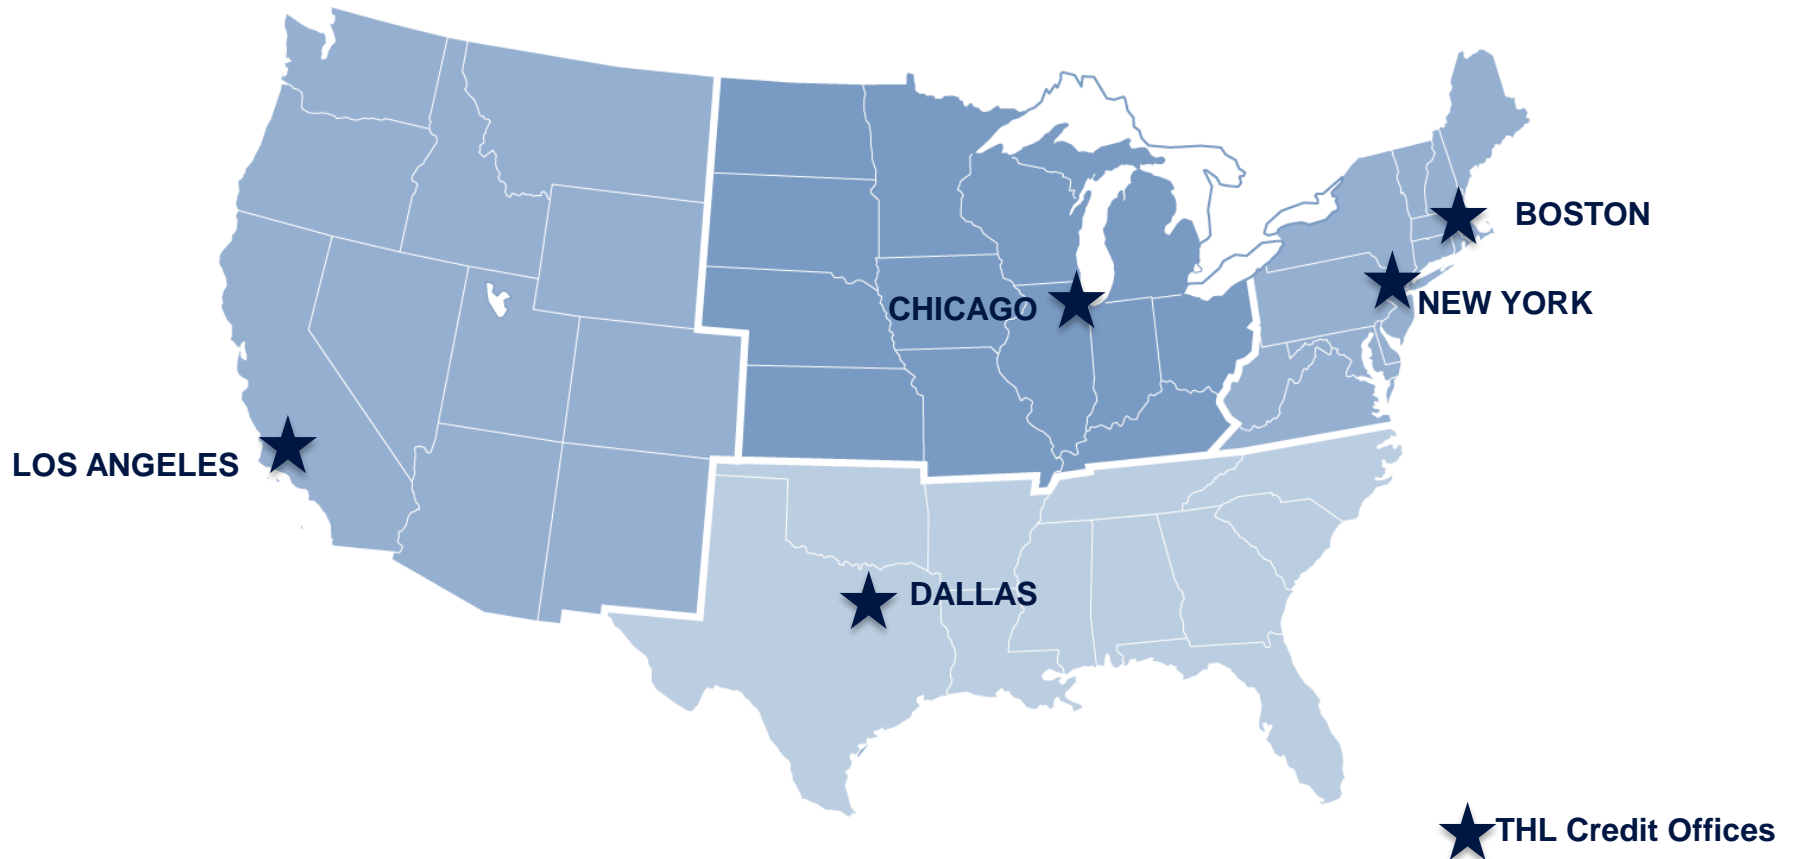 BOSTON
NEW YORK
CHICAGO
LOS ANGELES
DALLAS
THL Credit Offices